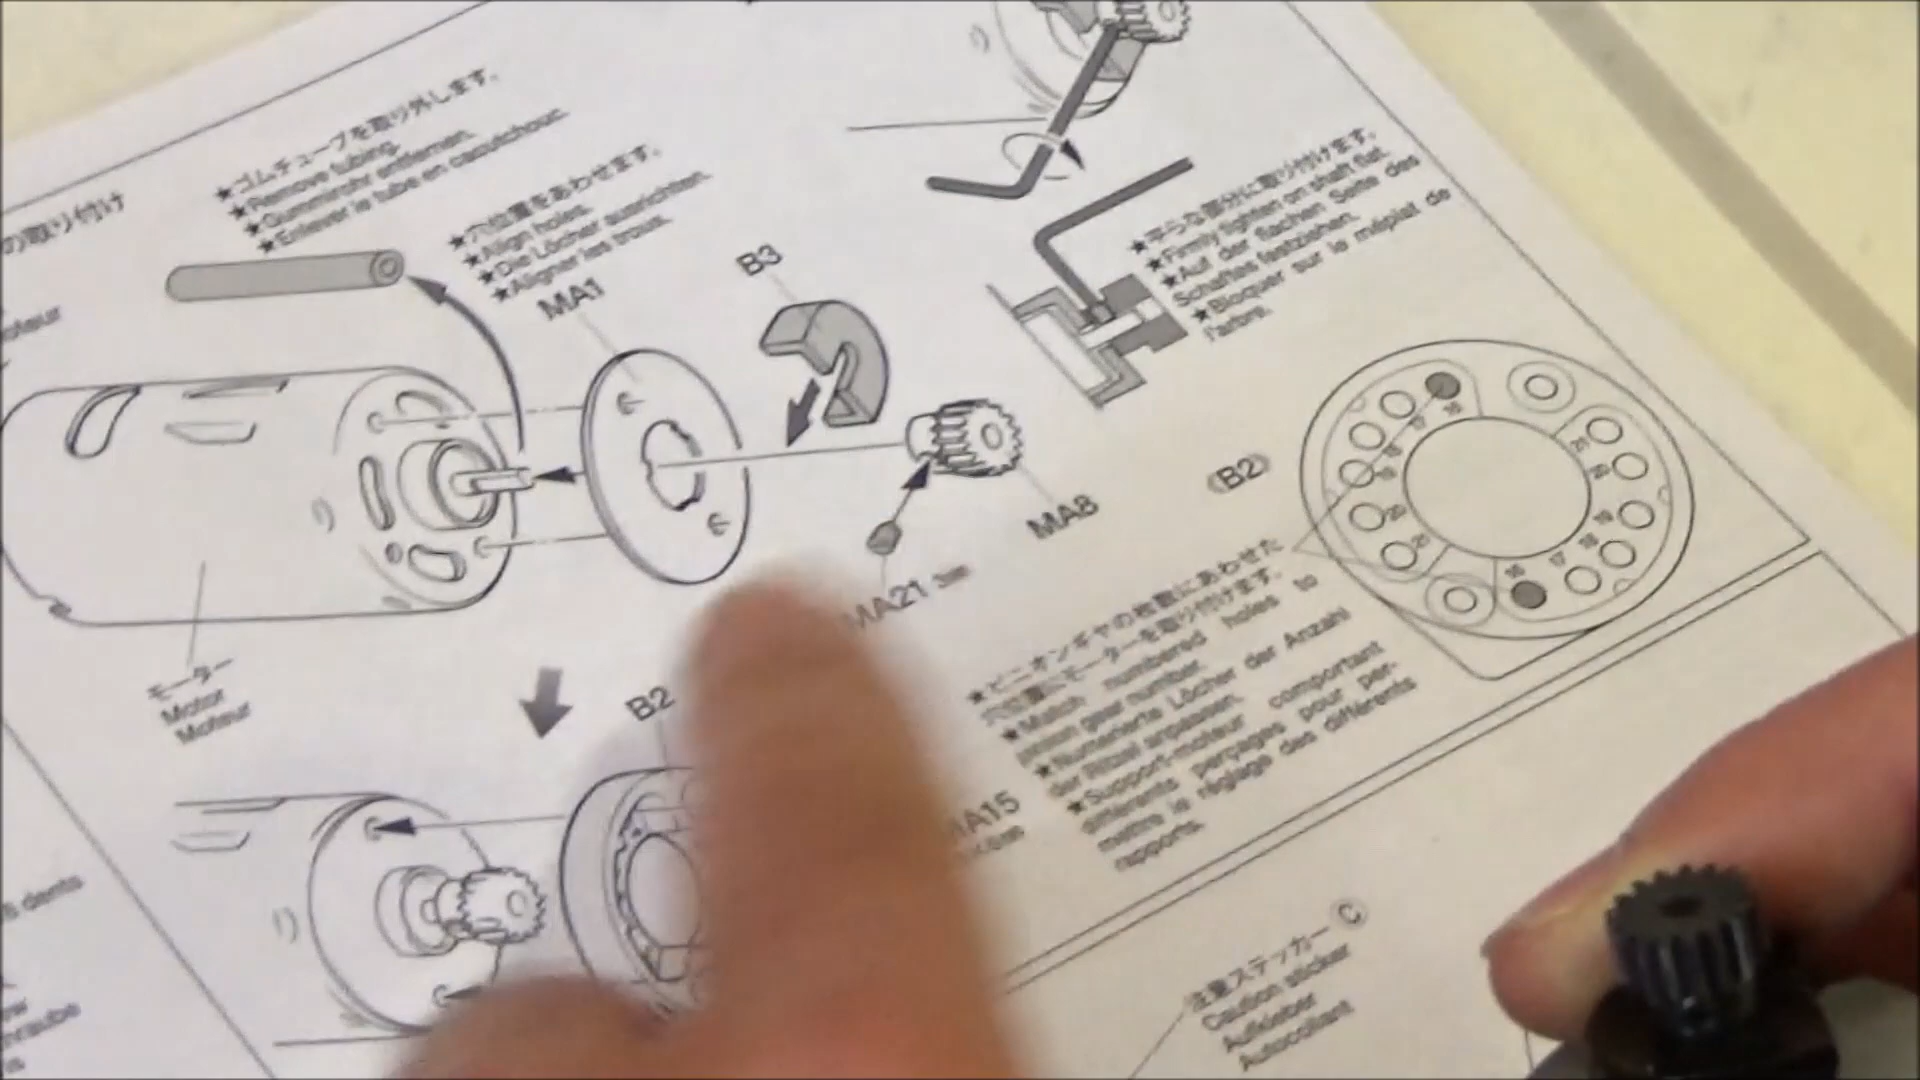 の取り付け
★ゴムチューブを取り外します。
★Remove tubing.
★Gummirohr entfernen.
★Enlever le tube en caoutchouc.
★穴位置をあわせます。
★Align holes.
★Die Löcher ausrichten.
★Aligner les trous.
MA1
B3
★平らな部分に取り付けます。
★Firmly tighten on shaft flat.
★Auf der flachen Seite des
Schaftes festziehen.
★Bloquer sur le méplat de
l'arbre.
MA8
MA21
モーター
Motor
Moteur
B2
《B2》
★ピニオンギヤの枚数にあわせた
穴位置にモーターを取り付けます。
★Match numbered holes to
pinion gear number.
★Numerierte Löcher der Anzahl
der Ritzel anpassen.
★Support-moteur comportant
différents perçages pour per-
mettre le réglage des différents
rapports.
MA15
注意ステッカー Ⓒ
Caution sticker
Aufkleber
Autocollant
dents